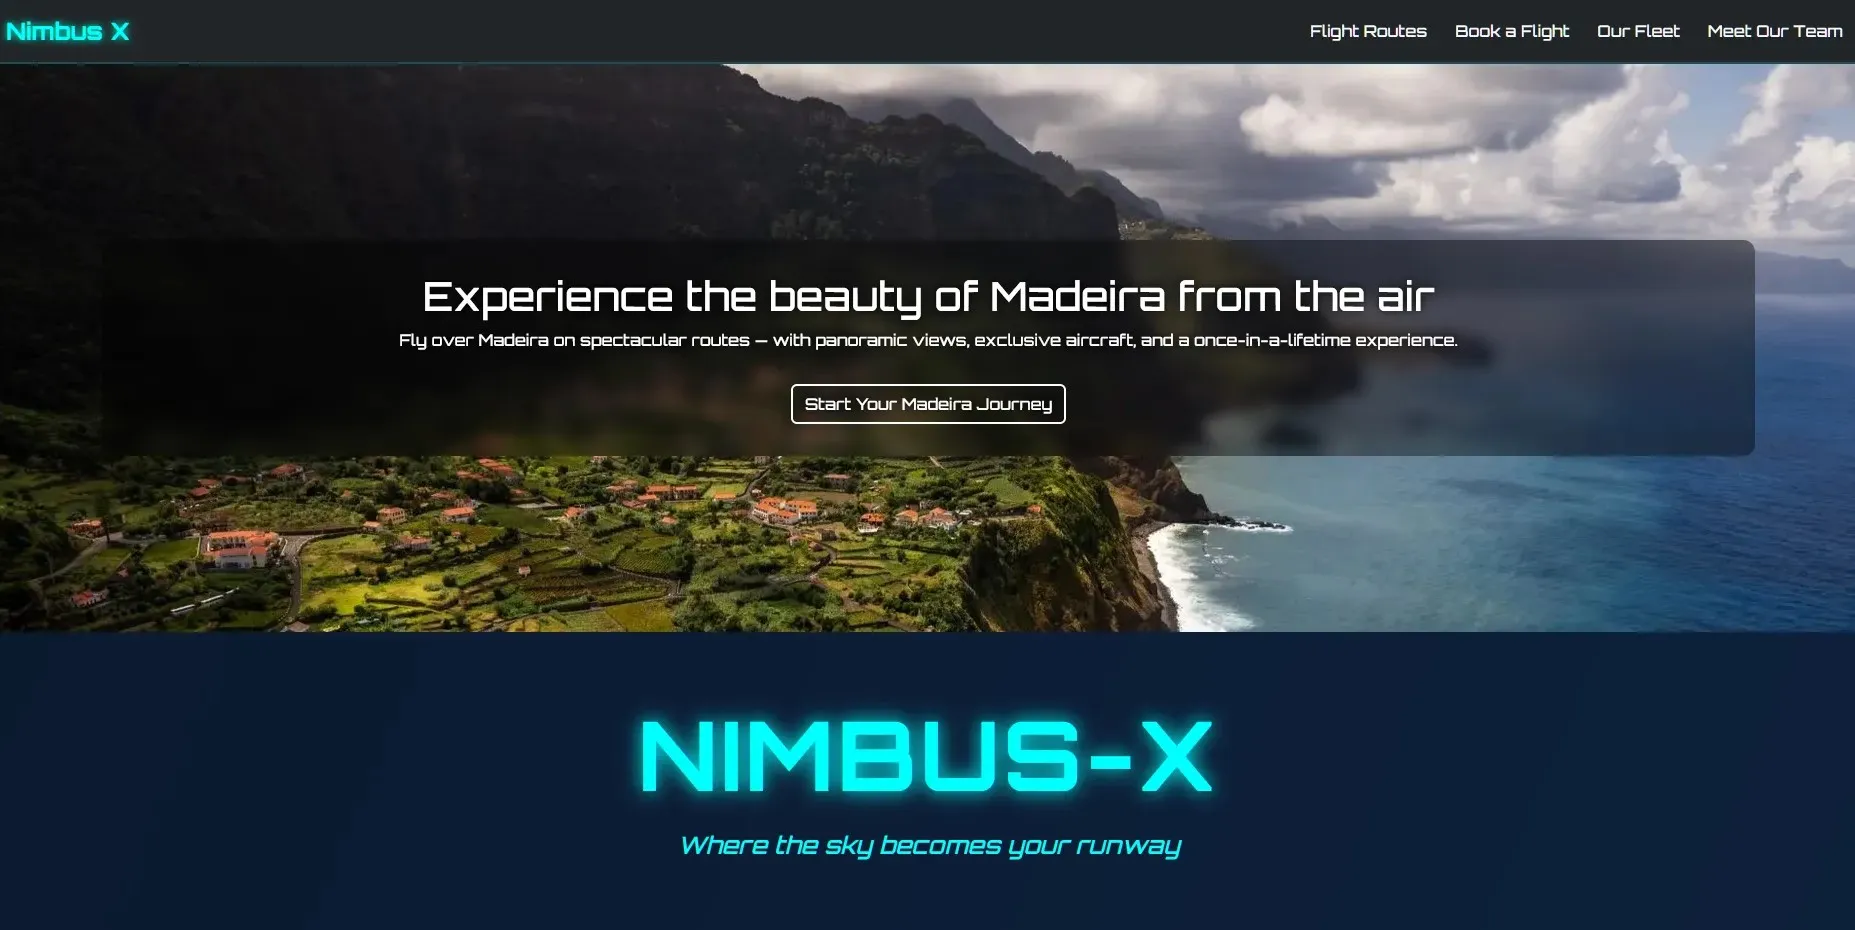 Nimbus X
Flight Routes
Book a Flight
Our Fleet
Meet Our Team
Experience the beauty of Madeira from the air
Fly over Madeira on spectacular routes — with panoramic views, exclusive aircraft, and a once-in-a-lifetime experience.
Start Your Madeira Journey
NIMBUS-X
Where the sky becomes your runway